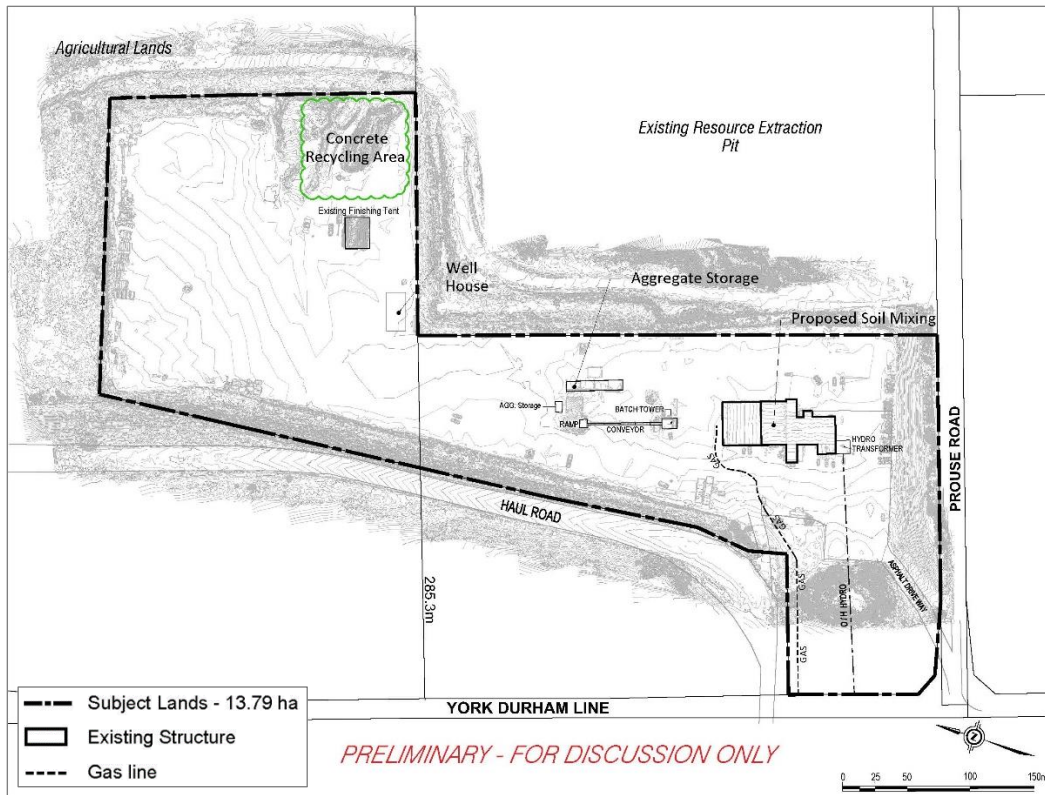 Agricultural Lands
Concrete
Recycling Area
Existing Resource Extraction
Pit
Existing Finishing Tent
Well
House
Aggregate Storage
Proposed Soil Mixing
AGG. Storage
BATCH TOWER
RAMP
CONVEYOR
HYDRO
TRANSFORMER
GAS
GAS
GAS
GAS
HAUL ROAD
PROUSE ROAD
ASPHALT DRIVE WAY
O/H HYDRO
285.3m
YORK DURHAM LINE
Subject Lands - 13.79 ha
Existing Structure
Gas line
PRELIMINARY - FOR DISCUSSION ONLY
0 25 50 100 150m